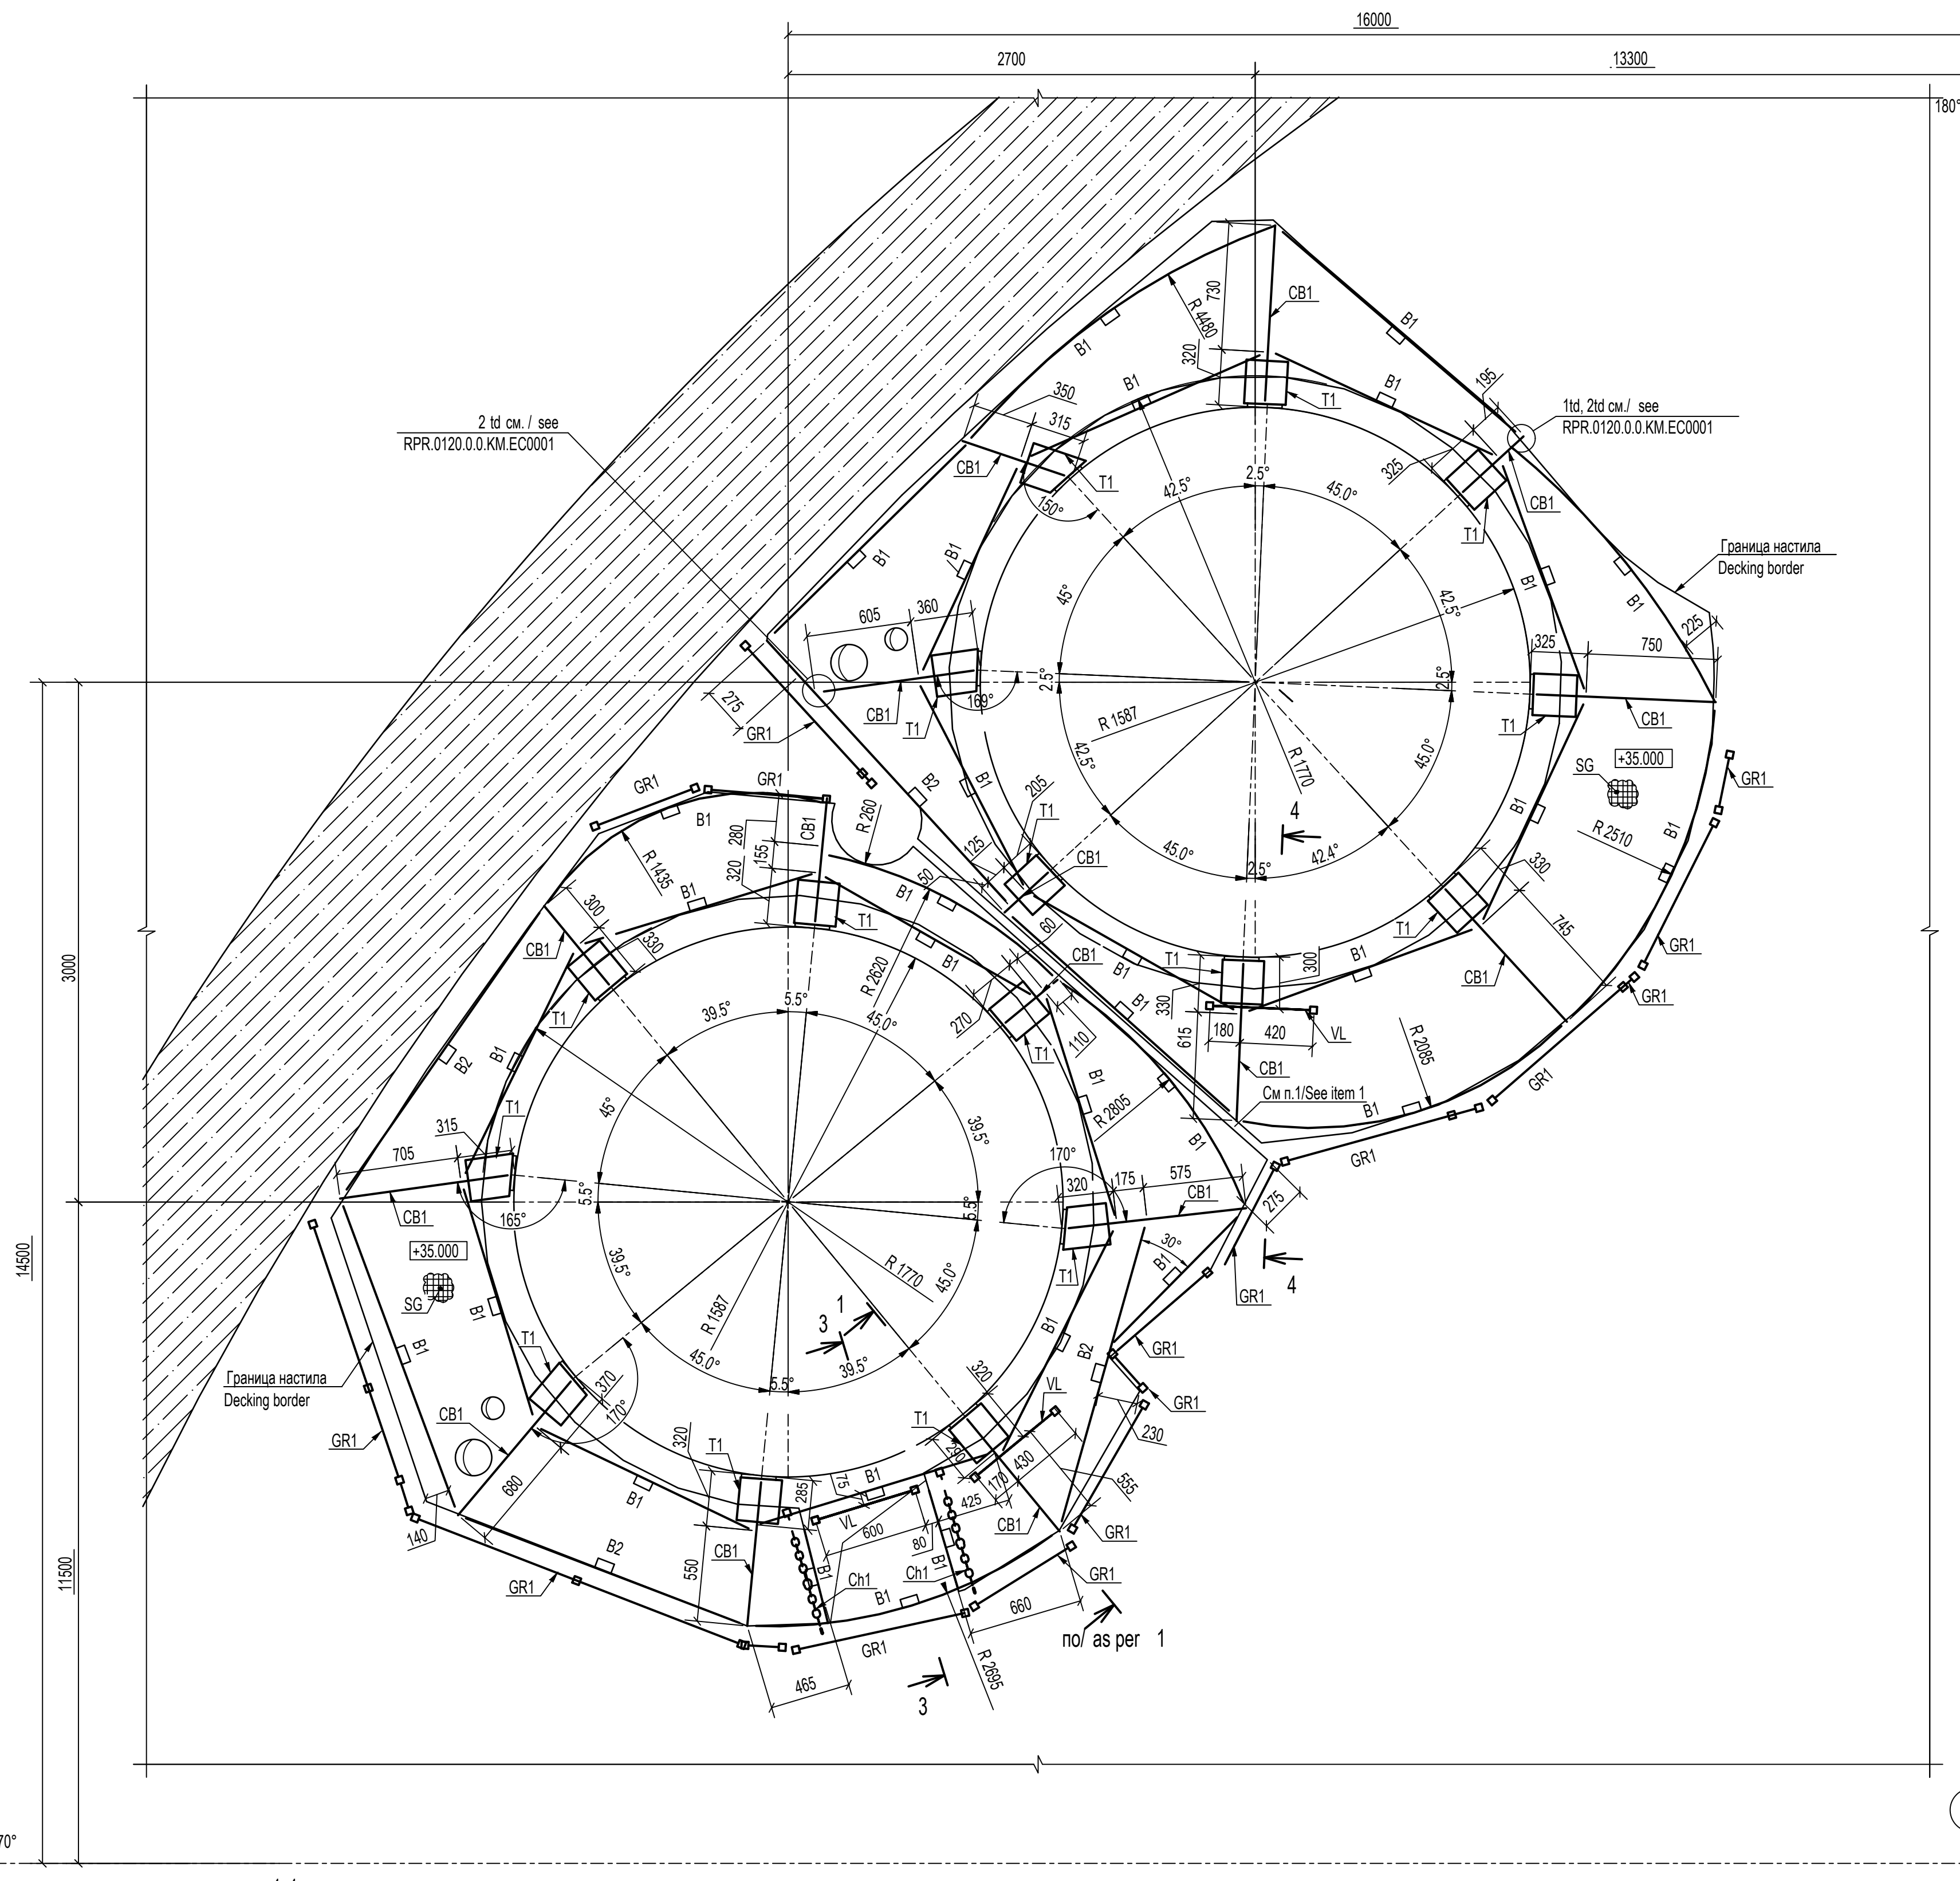 16000
2700
13300
180°
730
CB1
R 4480
B1
B1
320
B1
B1
195
350
T1
2 td см./ see
RPR.0120.0.0.KM.EC0001
1td, 2td см./ see
RPR.0120.0.0.KM.EC0001
315
CB1
T1
325
2.5°
42.5°
45.0°
CB1
150°
T1
Граница настила
Decking border
B1
B1
45°
42.5°
B1
B1
605
360
225
325
750
2.5°
2.5°
169°
275
CB1
T1
R 1587
T1
CB1
GR1
42.5°
R 1770
45.0°
+35.000
SG
GR1
GR1
GR1
B2
B1
205
T1
4
B1
R 2510
B1
B1
CB1
R 260
280
155
320
125
CB1
45.0°
42.4°
2.5°
330
R 1435
B1
50
B1
60
T1
745
300
T1
CB1
330
R 2620
B1
CB1
B1
T1
300
B1
GR1
CB1
GR1
T1
39.5°
5.5°
45.0°
270
110
B1
330
615
180
420
VL
R 2085
3000
B2
B1
45°
T1
B1
R 2805
CB1
См п.1/See item 1
B1
GR1
GR1
T1
315
705
39.5°
B1
170°
320
175
575
CB1
275
5.5°
5.5°
165°
CB1
+35.000
SG
39.5°
R 1770
45.0°
T1
30°
B1
GR1
4
14500
B1
R 1587
1
3
B1
B1
T1
45.0°
5.5°
39.5°
320
VL
B2
GR1
GR1
Граница настила
Decking border
370
170°
CB1
GR1
680
320
T1
75
B1
T1
290
430
170
230
555
285
VL
600
425
80
CB1
GR1
140
B1
B2
GR1
550
CB1
B1
Ch1
Ch1
B1
B1
GR1
11500
660
по/ as per 1
GR1
R 2695
465
3
70°